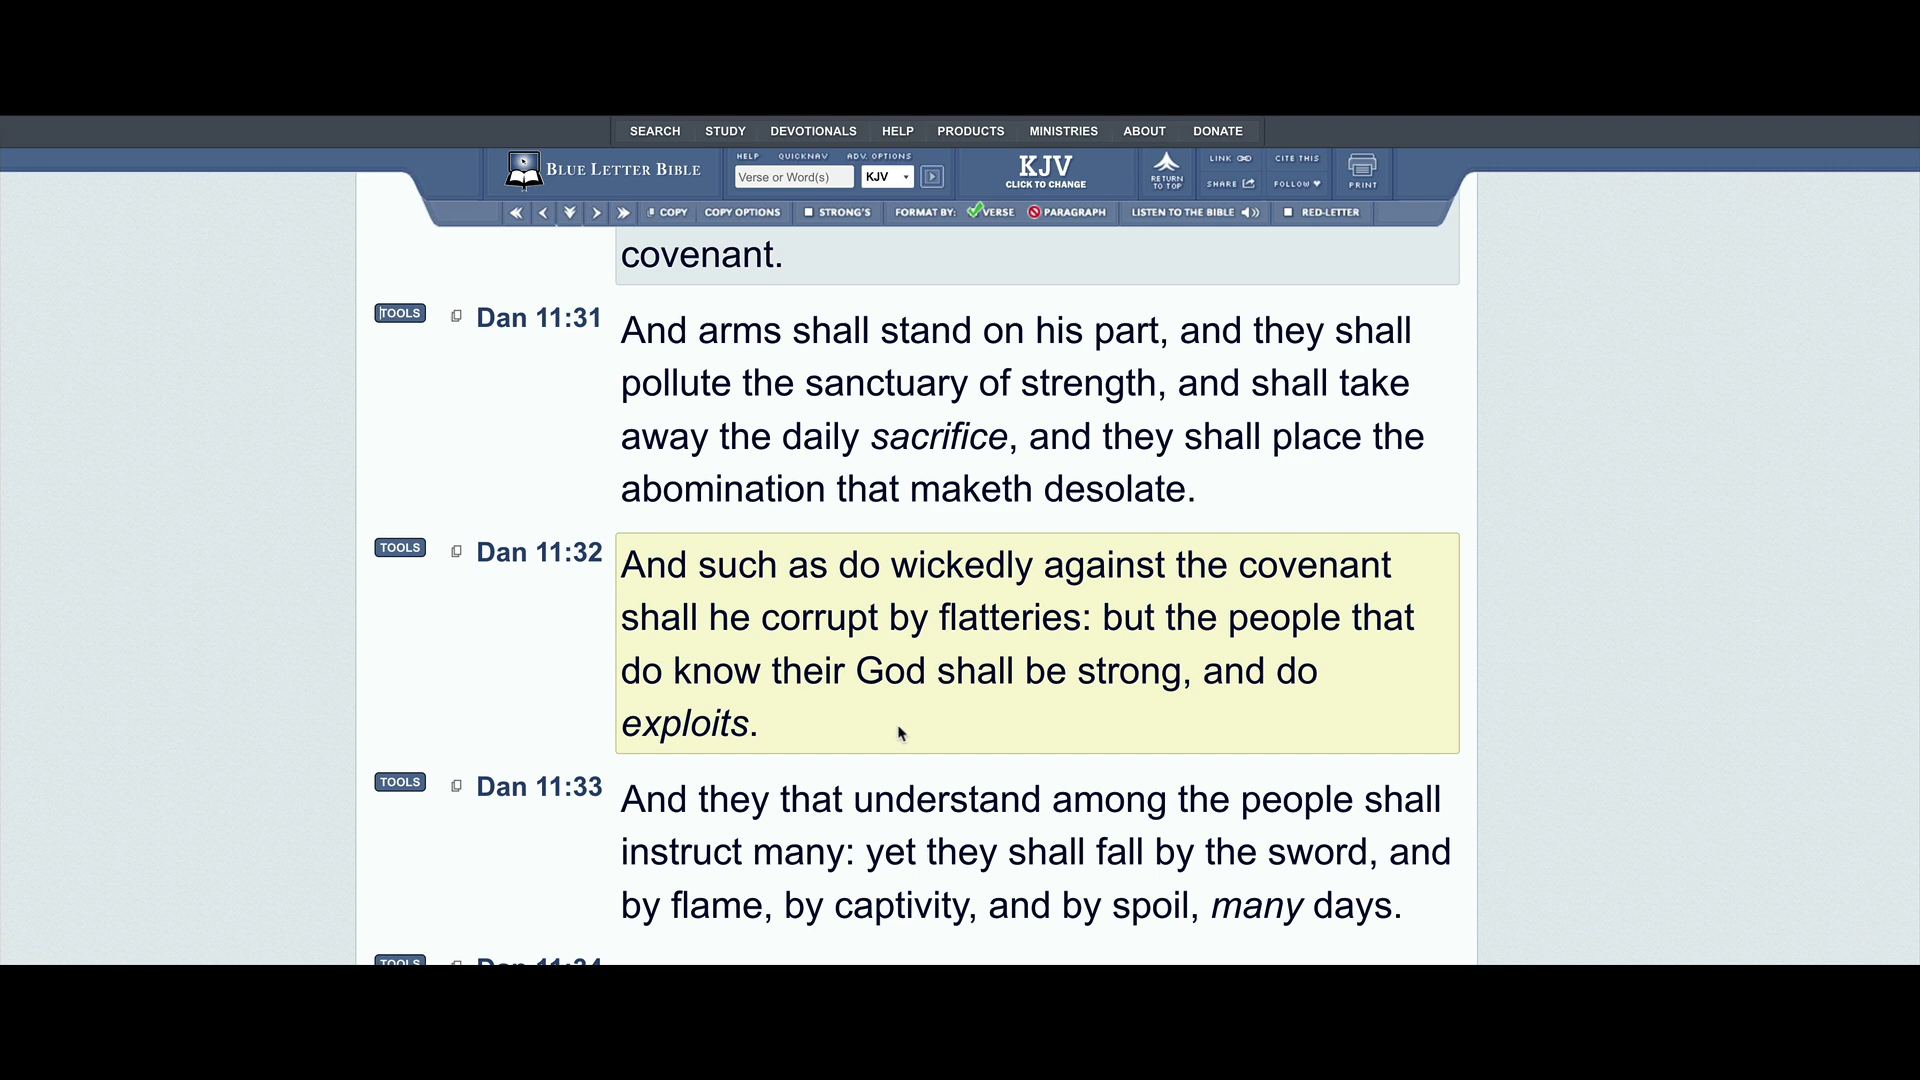 SEARCH STUDY DEVOTIONALS HELP PRODUCTS MINISTRIES ABOUT DONATE
BLUE LETTER BIBLE
HELP QUICKNAV ADV. OPTIONS
Verse or Word(s) KJV
KJV
CLICK TO CHANGE
RETURN
TO TOP
LINK CITE THIS
SHARE FOLLOW
PRINT
COPY COPY OPTIONS STRONG'S FORMAT BY: VERSE PARAGRAPH LISTEN TO THE BIBLE RED-LETTER
covenant.
TOOLS Dan 11:31
And arms shall stand on his part, and they shall
pollute the sanctuary of strength, and shall take
away the daily sacrifice, and they shall place the
abomination that maketh desolate.
TOOLS Dan 11:32
And such as do wickedly against the covenant
shall he corrupt by flatteries: but the people that
do know their God shall be strong, and do
exploits.
TOOLS Dan 11:33
And they that understand among the people shall
instruct many: yet they shall fall by the sword, and
by flame, by captivity, and by spoil, many days.
TOOLS Dan 11:34